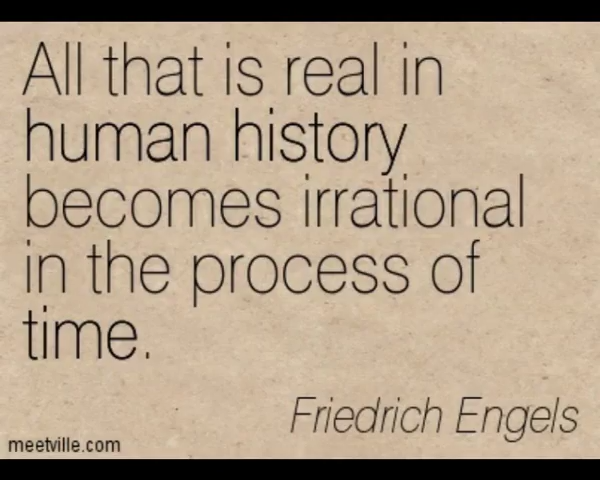 All that is real in
human history
becomes irrational
in the process of
time.
Friedrich Engels
meetville.com